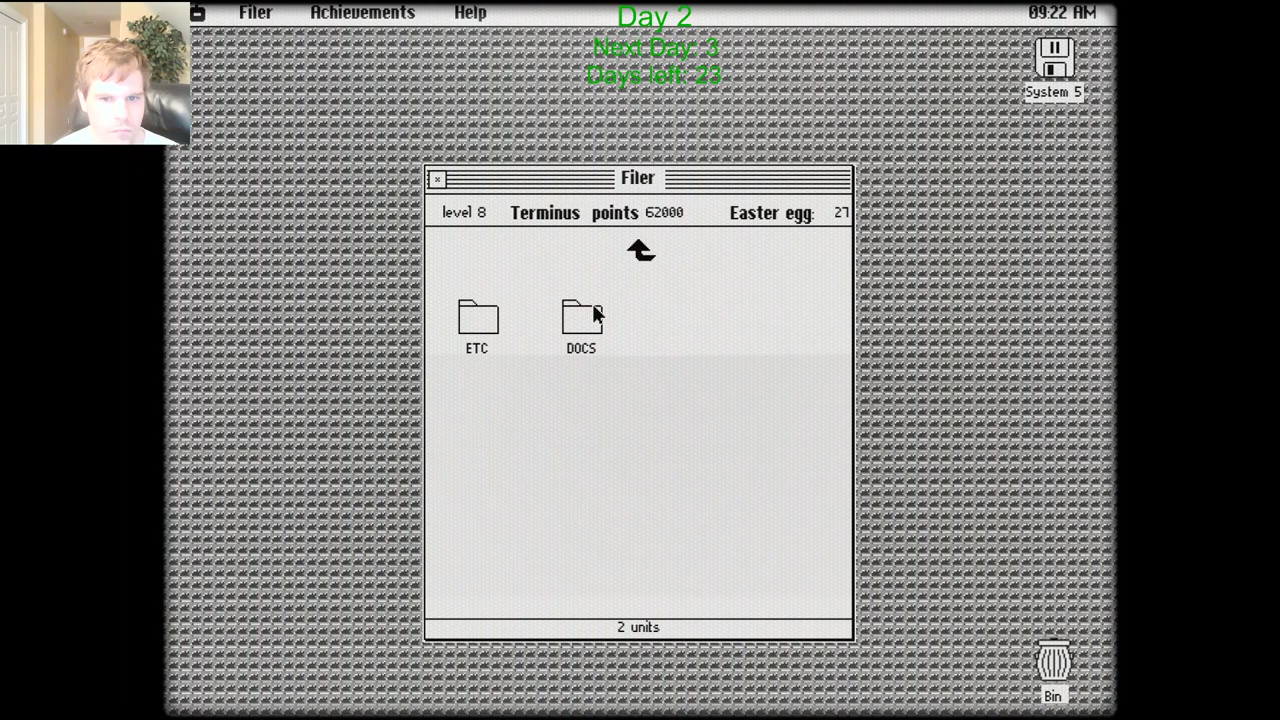 Filer Achievements Help
Day 2
09:22 AM
Next Day: 3
Days left: 23
System 5
Filer
level 8 Terminus points 62000 Easter egg: 27
ETC DOCS
2 units
Bin